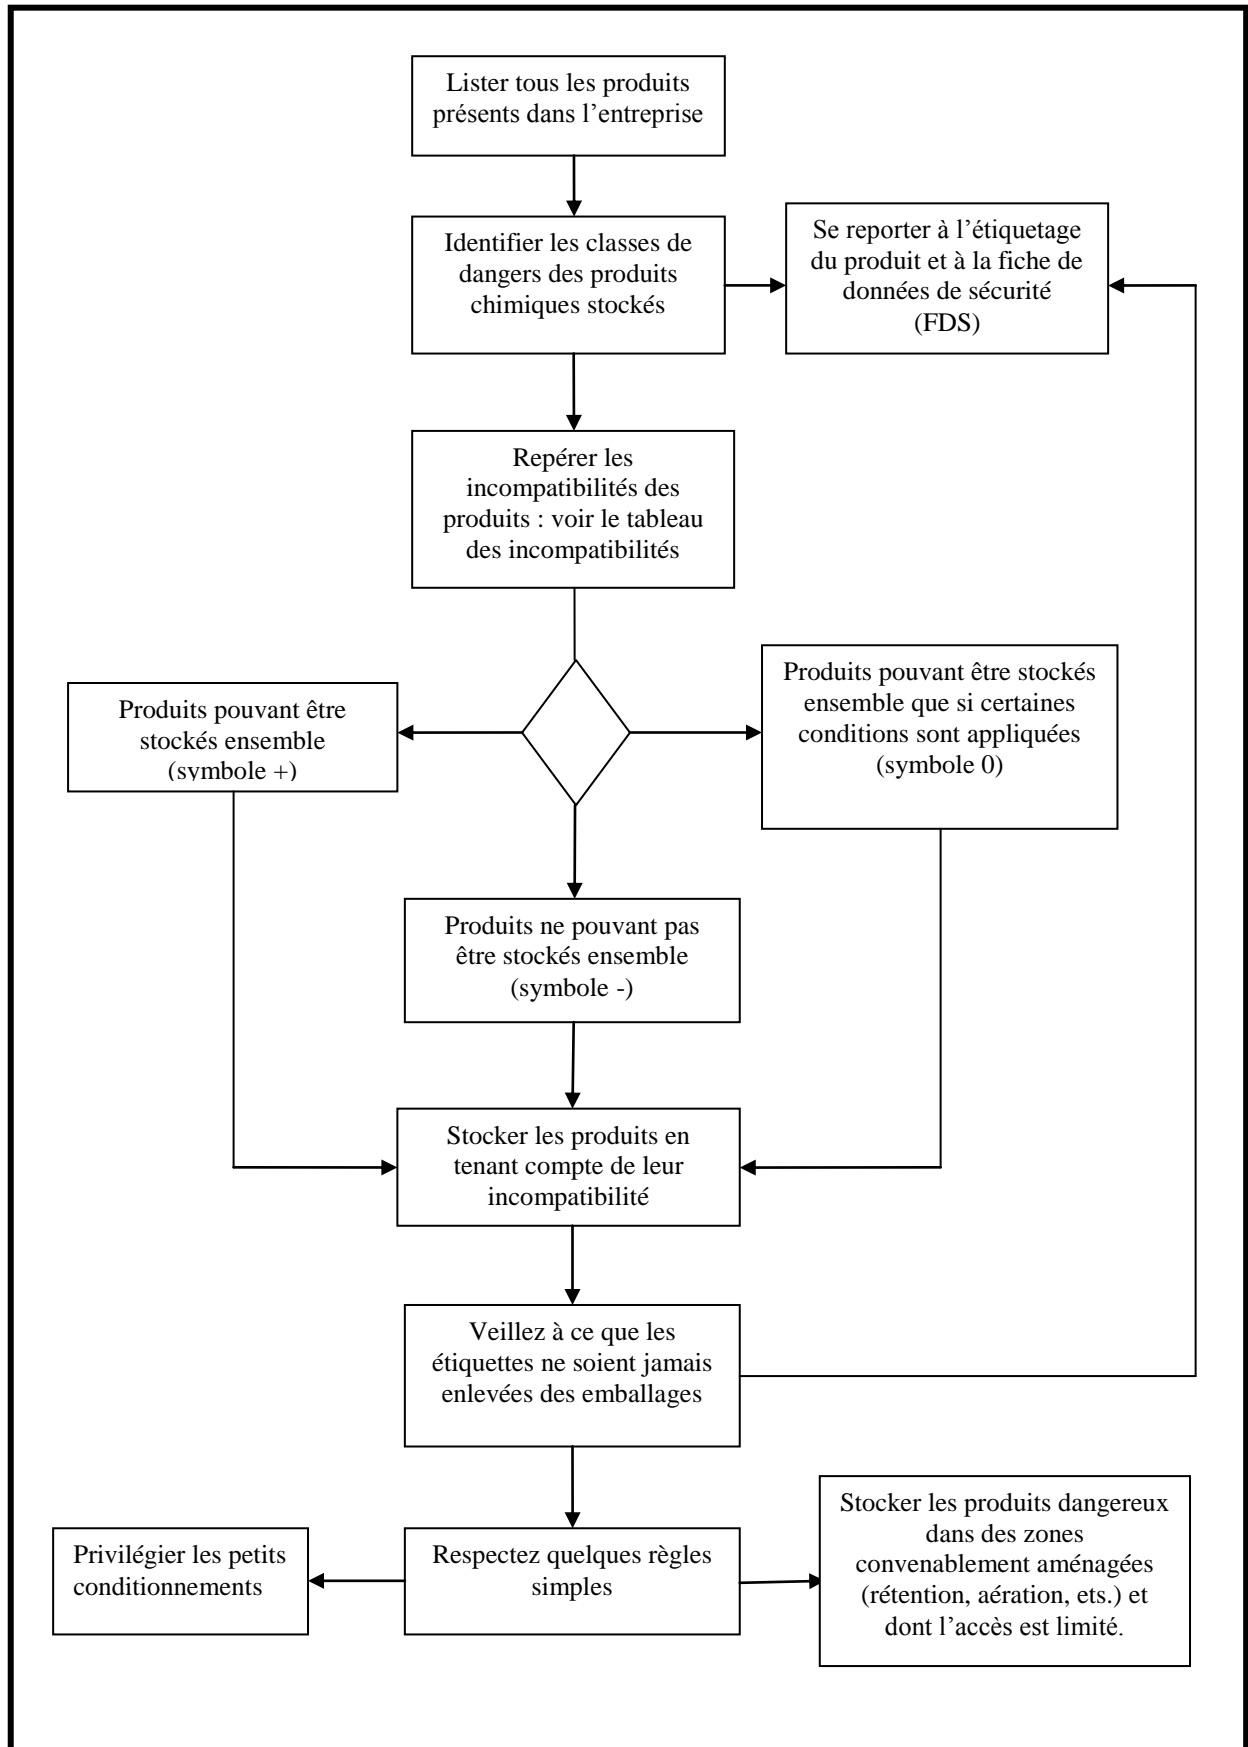 Lister tous les produits
présents dans l’entreprise
Identifier les classes de
dangers des produits
chimiques stockés
Se reporter à l’étiquetage
du produit et à la fiche de
données de sécurité
(FDS)
Repérer les
incompatibilités des
produits : voir le tableau
des incompatibilités
Produits pouvant être
stockés ensemble
(symbole +)
Produits pouvant être stockés
ensemble que si certaines
conditions sont appliquées
(symbole 0)
Produits ne pouvant pas
être stockés ensemble
(symbole -)
Stocker les produits en
tenant compte de leur
incompatibilité
Veillez à ce que les
étiquettes ne soient jamais
enlevées des emballages
Privilégier les petits
conditionnements
Respectez quelques règles
simples
Stocker les produits dangereux
dans des zones
convenablement aménagées
(rétention, aération, ets.) et
dont l’accès est limité.